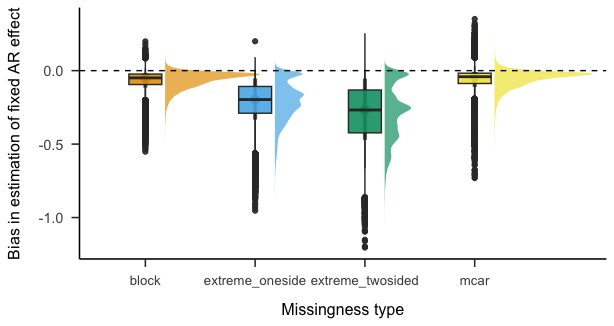 Bias in estimation of fixed AR effect
0.0
-0.5
-1.0
block
extreme_oneside
extreme_twosided
mcar
Missingness type